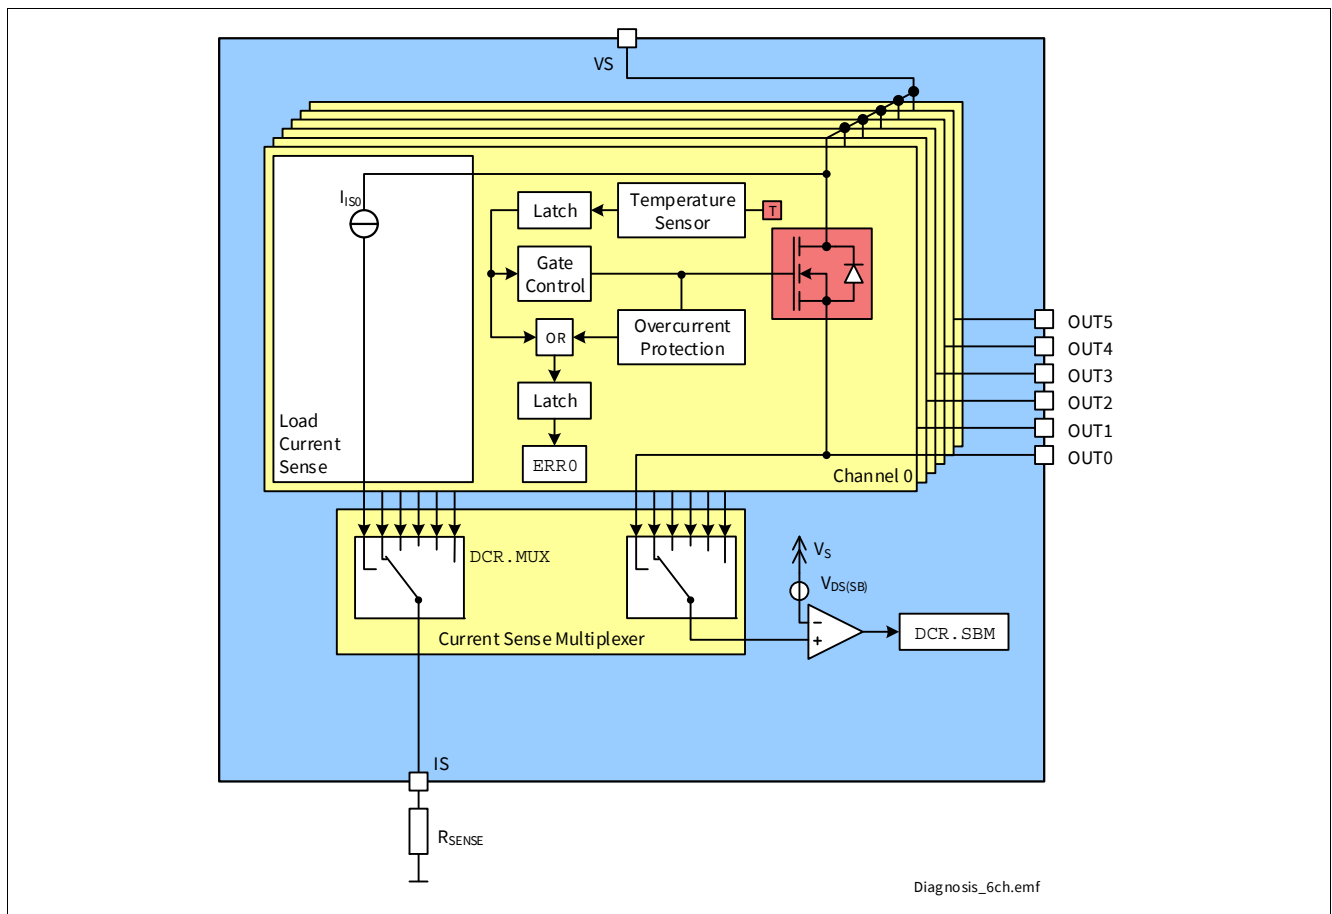 VS
I_IS0
Latch
Temperature
Sensor
T
Gate
Control
OR
Overcurrent
Protection
Latch
ERR0
Load
Current
Sense
Channel 0
OUT5
OUT4
OUT3
OUT2
OUT1
OUT0
DCR.MUX
Current Sense Multiplexer
V_S
V_DS(SB)
−
+
DCR.SBM
IS
R_SENSE
Diagnosis_6ch.emf